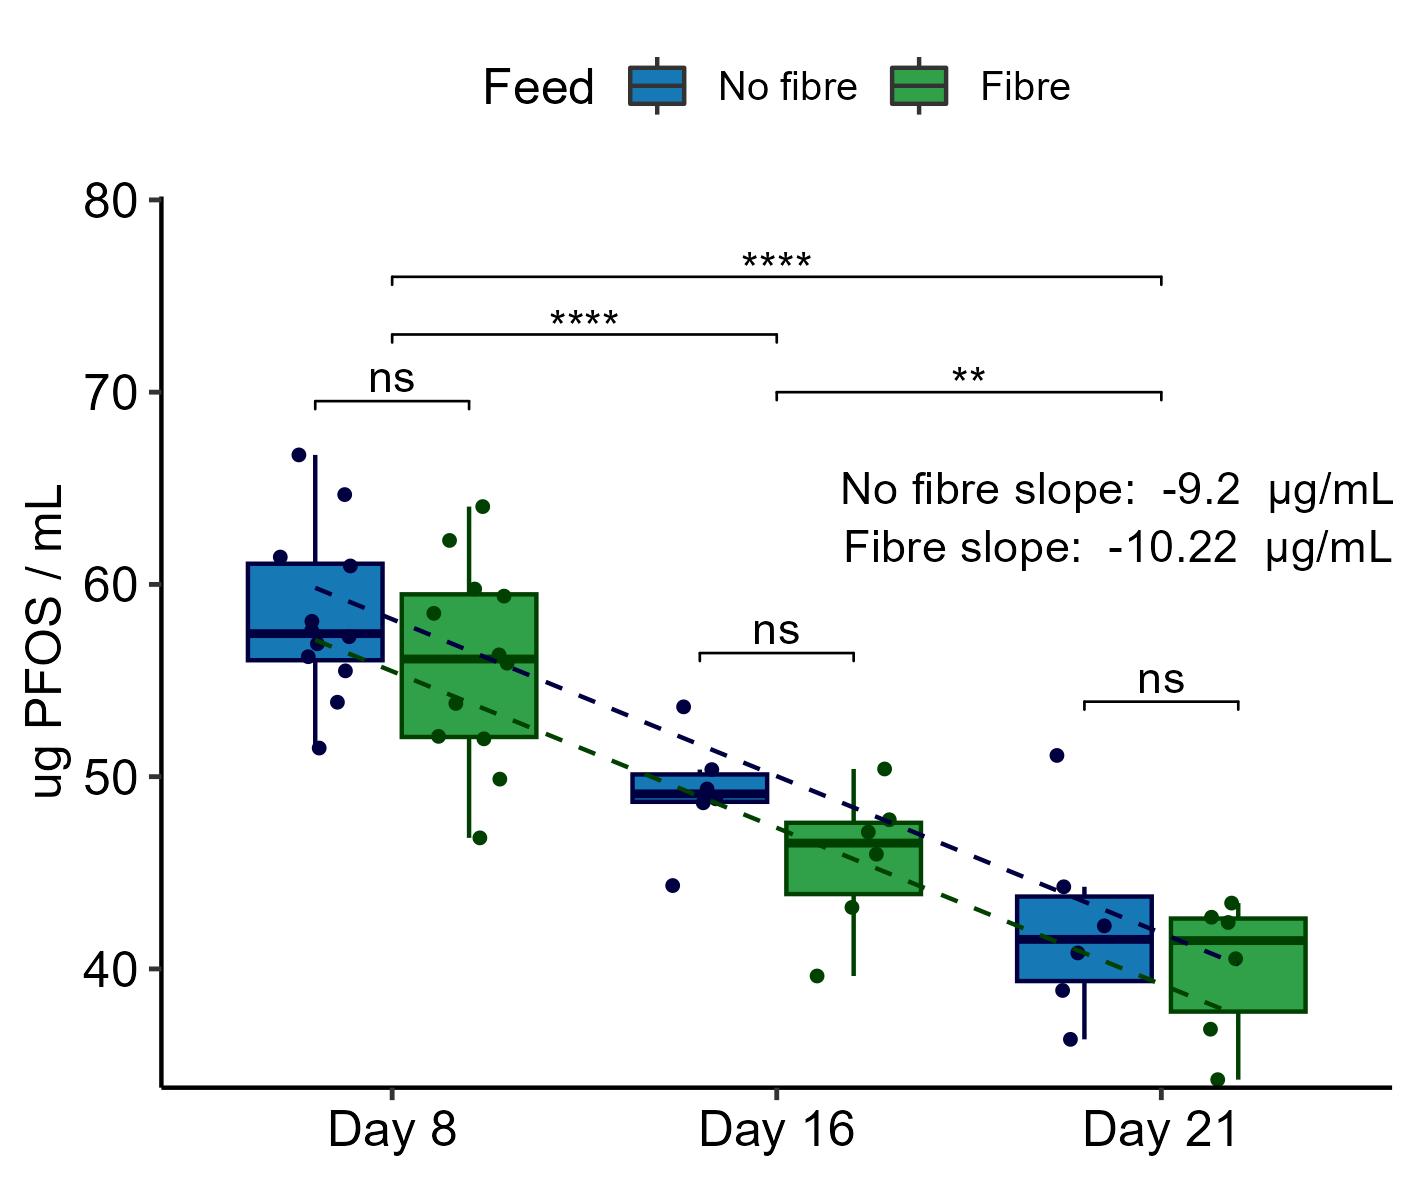 Feed No fibre Fibre
80
****
****
ns
**
70
No fibre slope: -9.2 µg/mL
Fibre slope: -10.22 µg/mL
60
ns
ns
ug PFOS / mL
50
40
Day 8 Day 16 Day 21